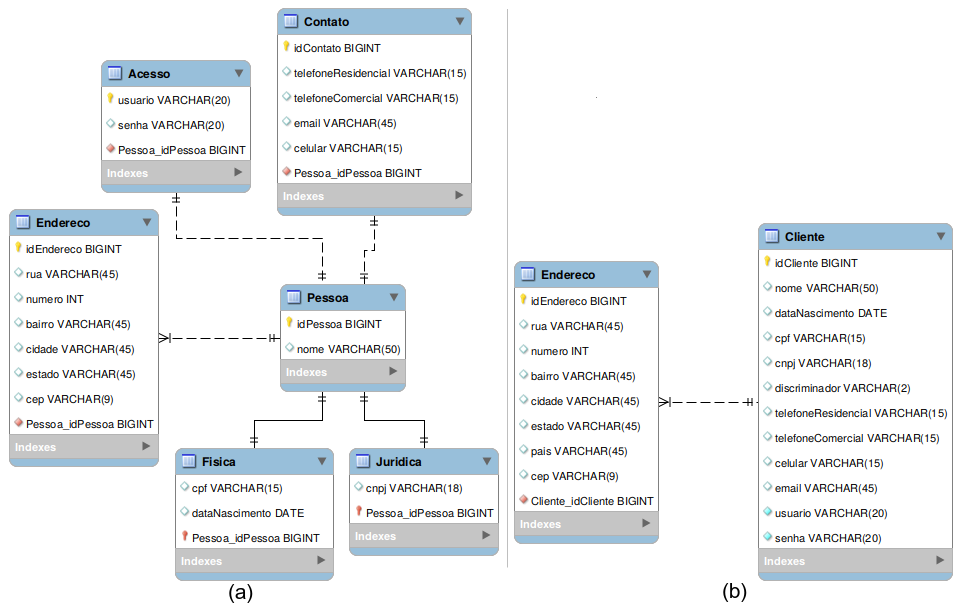 Contato
idContato BIGINT
telefoneResidencial VARCHAR(15)
telefoneComercial VARCHAR(15)
email VARCHAR(45)
celular VARCHAR(15)
Pessoa_idPessoa BIGINT
Indexes
Acesso
usuario VARCHAR(20)
senha VARCHAR(20)
Pessoa_idPessoa BIGINT
Indexes
Endereco
idEndereco BIGINT
rua VARCHAR(45)
numero INT
bairro VARCHAR(45)
cidade VARCHAR(45)
estado VARCHAR(45)
cep VARCHAR(9)
Pessoa_idPessoa BIGINT
Indexes
Pessoa
idPessoa BIGINT
nome VARCHAR(50)
Indexes
Fisica
cpf VARCHAR(15)
dataNascimento DATE
Pessoa_idPessoa BIGINT
Indexes
Juridica
cnpj VARCHAR(18)
Pessoa_idPessoa BIGINT
Indexes
(a)
Endereco
idEndereco BIGINT
rua VARCHAR(45)
numero INT
bairro VARCHAR(45)
cidade VARCHAR(45)
estado VARCHAR(45)
pais VARCHAR(45)
cep VARCHAR(9)
Cliente_idCliente BIGINT
Indexes
Cliente
idCliente BIGINT
nome VARCHAR(50)
dataNascimento DATE
cpf VARCHAR(15)
cnpj VARCHAR(18)
discriminador VARCHAR(2)
telefoneResidencial VARCHAR(15)
telefoneComercial VARCHAR(15)
celular VARCHAR(15)
email VARCHAR(45)
usuario VARCHAR(20)
senha VARCHAR(20)
Indexes
(b)